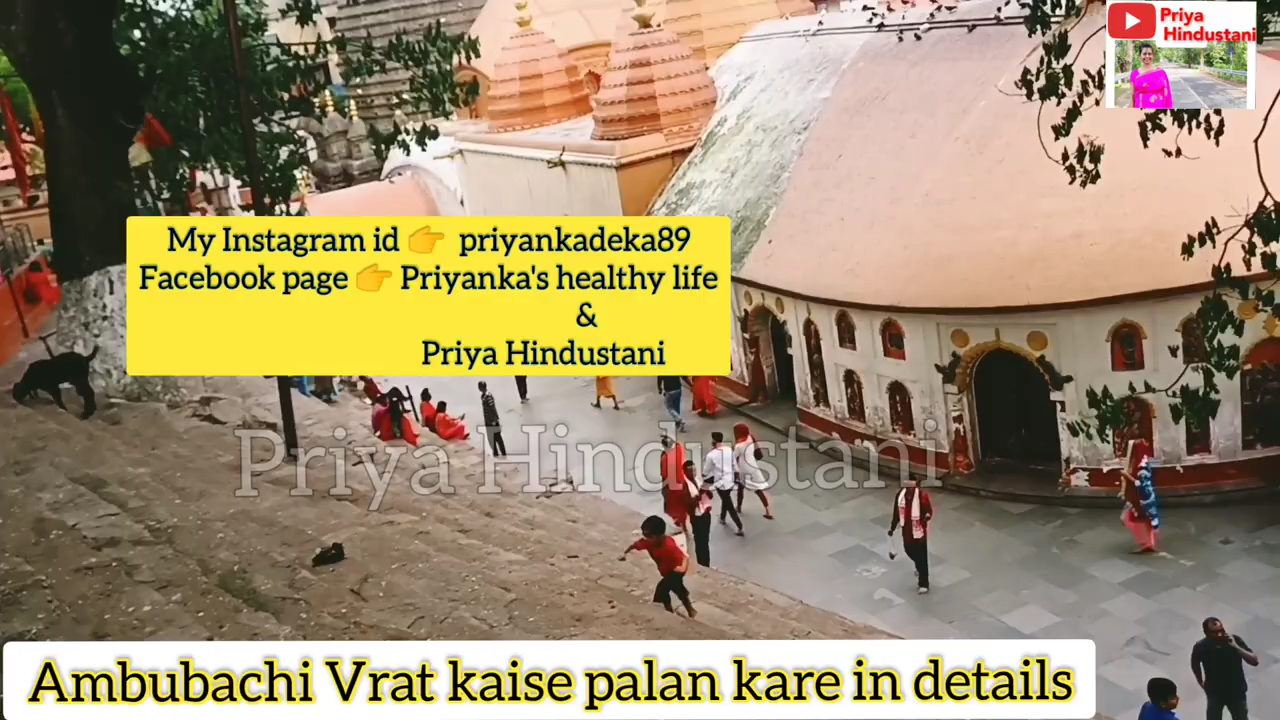 Priya
Hindustani
My Instagram id 👉 priyankadeka89
Facebook page 👉 Priyanka's healthy life
&
Priya Hindustani
Priya Hindustani
Ambubachi Vrat kaise palan kare in details